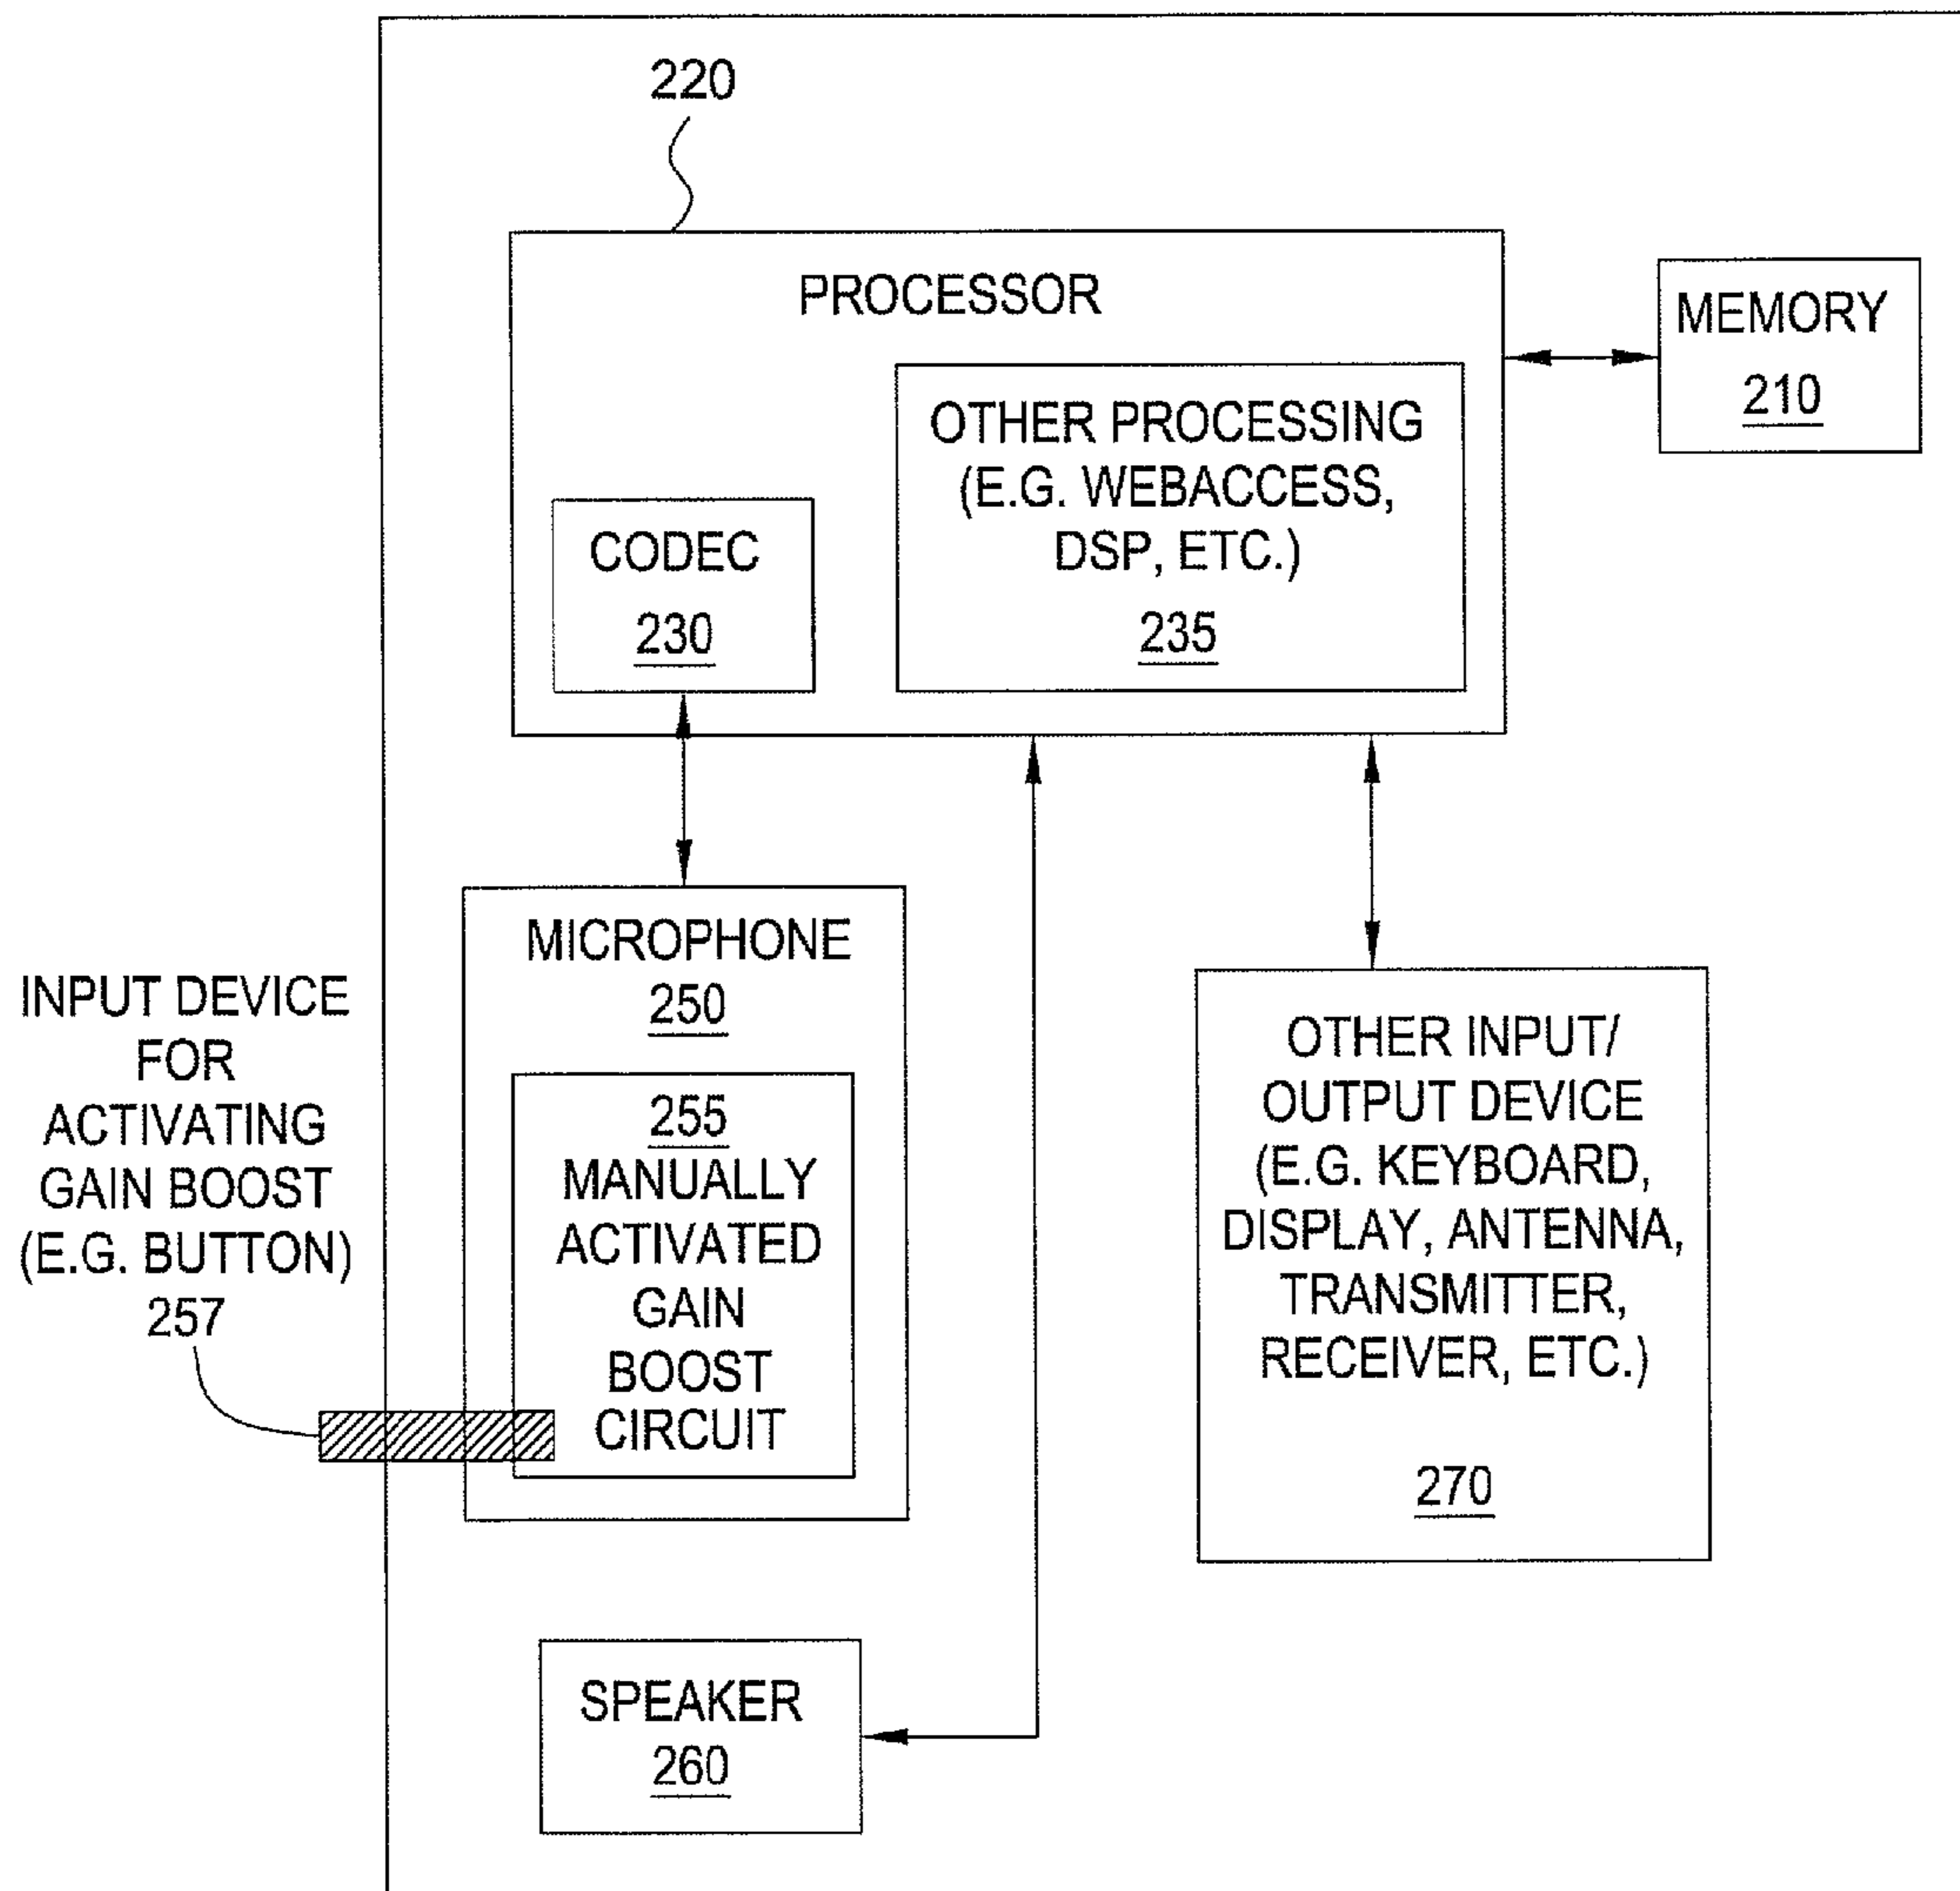 220
PROCESSOR
MEMORY
210
OTHER PROCESSING
(E.G. WEBACCESS,
DSP, ETC.)
235
CODEC
230
MICROPHONE
250
255
MANUALLY
ACTIVATED
GAIN
BOOST
CIRCUIT
INPUT DEVICE
FOR
ACTIVATING
GAIN BOOST
(E.G. BUTTON)
257
OTHER INPUT/
OUTPUT DEVICE
(E.G. KEYBOARD,
DISPLAY, ANTENNA,
TRANSMITTER,
RECEIVER, ETC.)
270
SPEAKER
260